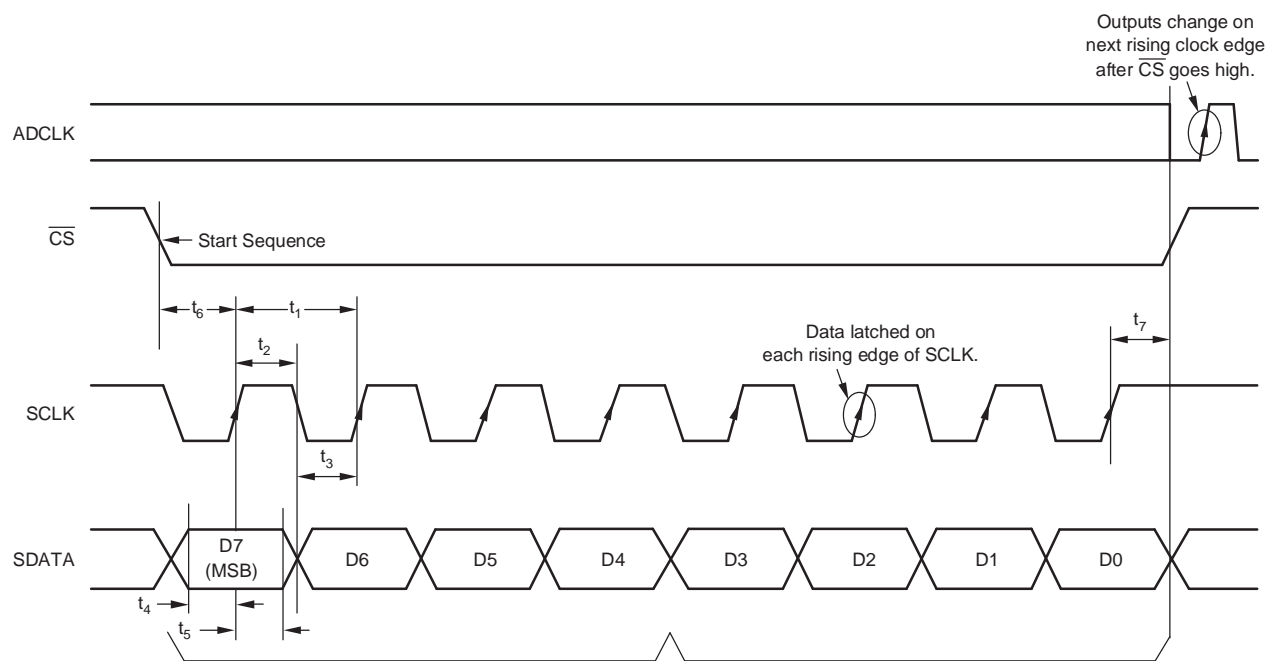 Outputs change on
next rising clock edge
after CS goes high.
ADCLK
CS
Start Sequence
t6
t1
t2
Data latched on
each rising edge of SCLK.
t7
SCLK
t3
SDATA
D7
(MSB)
D6
D5
D4
D3
D2
D1
D0
t4
t5